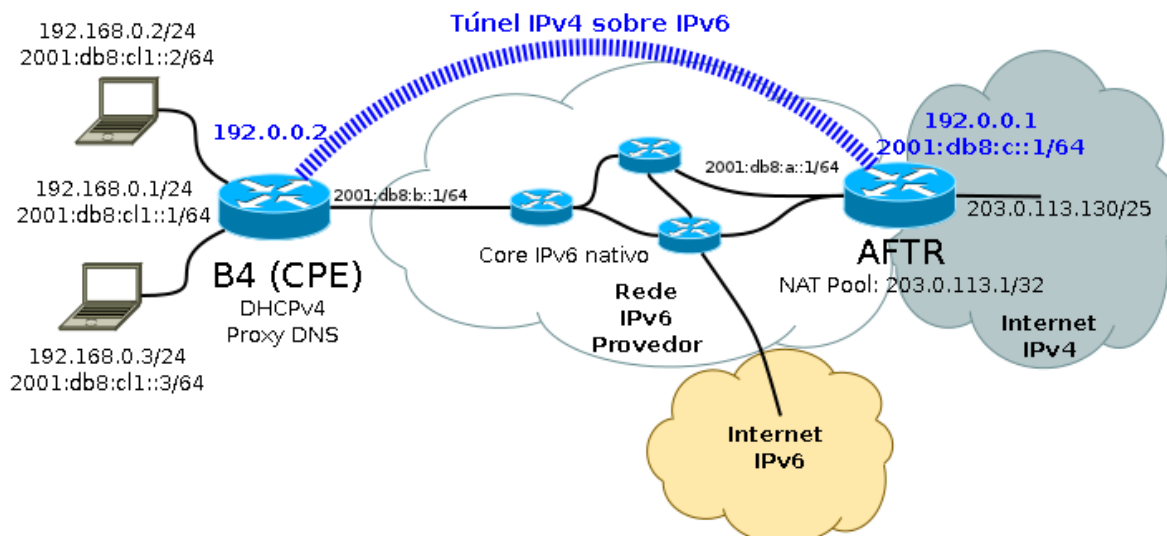 Túnel IPv4 sobre IPv6
192.168.0.2/24
2001:db8:cl1::2/64
192.0.0.2
192.0.0.1
2001:db8:c::1/64
192.168.0.1/24
2001:db8:cl1::1/64
2001:db8:b::1/64
2001:db8:a::1/64
203.0.113.130/25
B4 (CPE)
DHCPv4
Proxy DNS
Core IPv6 nativo
AFTR
NAT Pool: 203.0.113.1/32
Rede
IPv6
Provedor
Internet
IPv4
192.168.0.3/24
2001:db8:cl1::3/64
Internet
IPv6